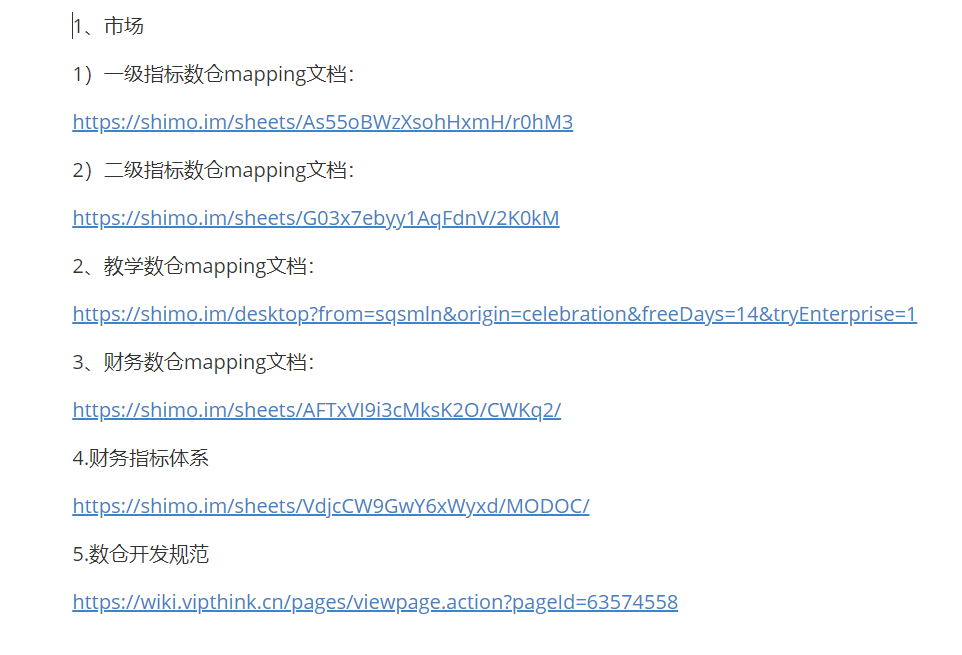 1、市场
1）一级指标数仓mapping文档：
https://shimo.im/sheets/As55oBWzXsohHxmH/r0hM3
2）二级指标数仓mapping文档：
https://shimo.im/sheets/G03x7ebyy1AqFdnV/2K0kM
2、教学数仓mapping文档：
https://shimo.im/desktop?from=sqsmln&origin=celebration&freeDays=14&tryEnterprise=1
3、财务数仓mapping文档：
https://shimo.im/sheets/AFTxVI9i3cMksK2O/CWKq2/
4.财务指标体系
https://shimo.im/sheets/VdjcCW9GwY6xWyxd/MODOC/
5.数仓开发规范
https://wiki.vipthink.cn/pages/viewpage.action?pageId=63574558